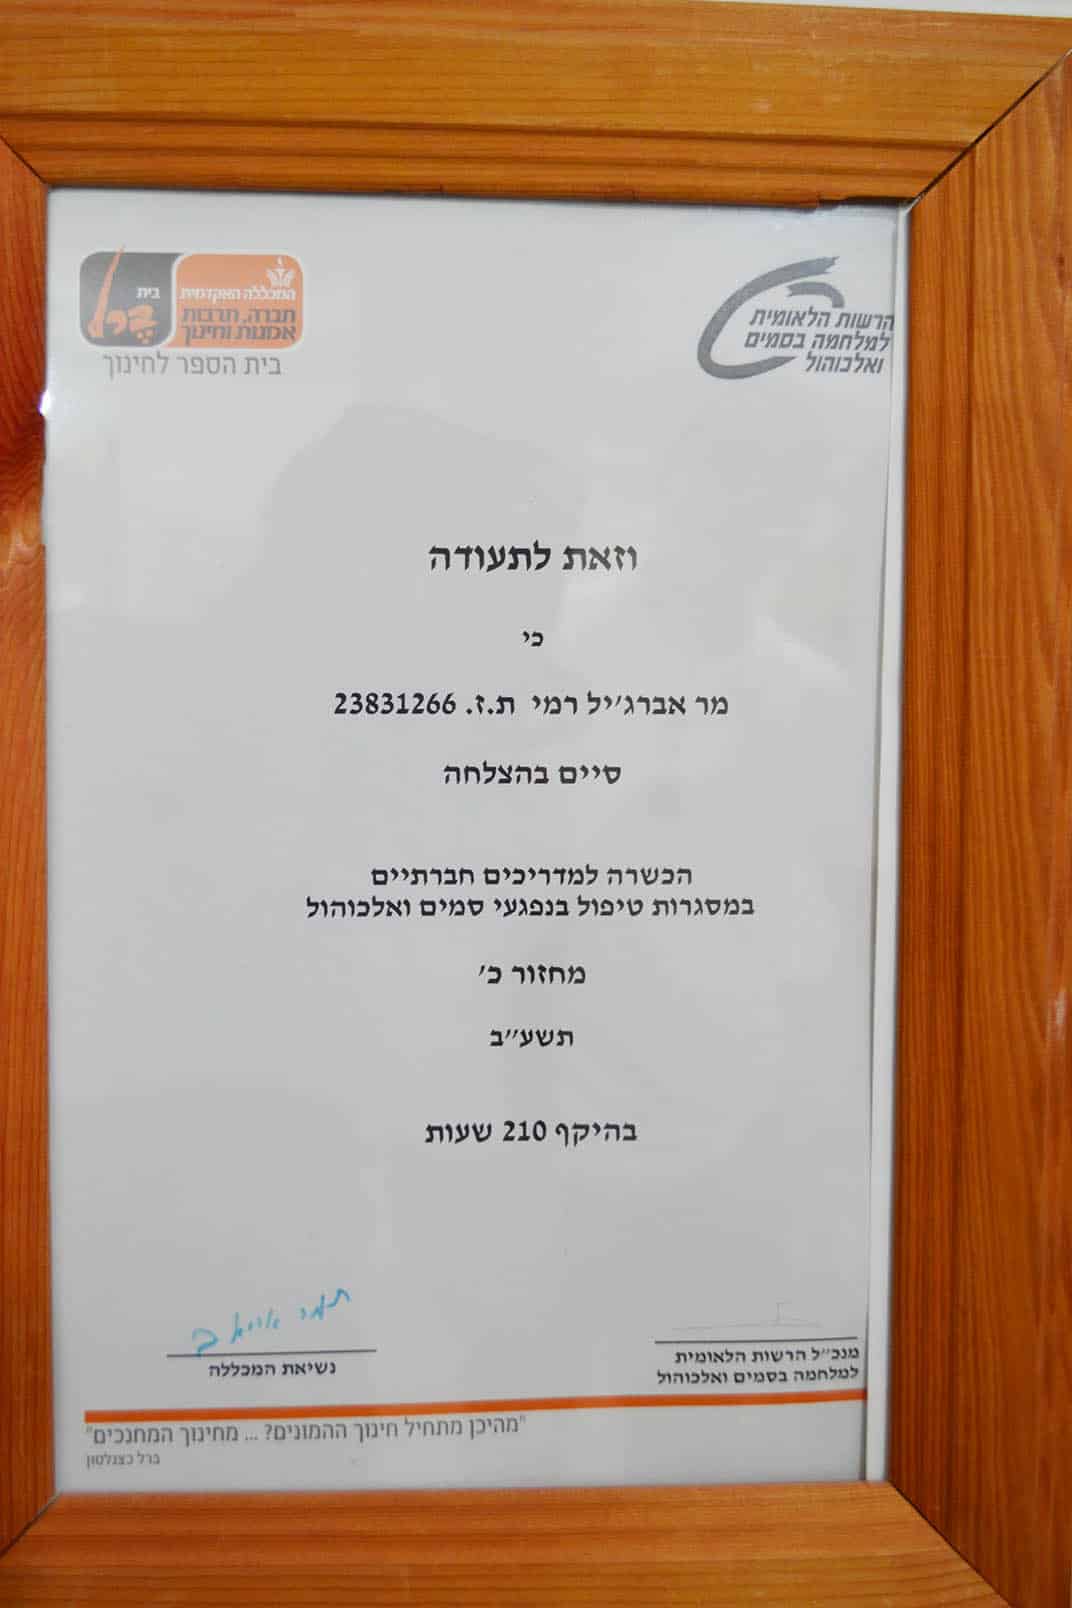 הרשות הלאומית
למלחמה בסמים
ואלכוהול
בית
ברל
המכללה האקדמית
חברה, תרבות
אמנות וחינוך
בית הספר לחינוך
וזאת לתעודה
כי
מר אברג'יל רמי ת.ז. 23831266
סיים בהצלחה
הכשרה למדריכים חברתיים
במסגרות טיפול בנפגעי סמים ואלכוהול
מחזור כ'
תשע"ב
בהיקף 210 שעות
מנכ"ל הרשות הלאומית
למלחמה בסמים ואלכוהול
נשיאת המכללה
"מהיכן מתחיל חינוך ההמונים? ... מחינוך המחנכים"
ברל כצנלסון